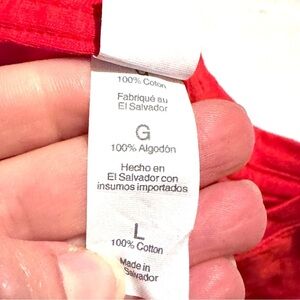 100% Coton
Fabriqué au
El Salvador
G
100% Algodón
Hecho en
El Salvador con
insumos importados
L
100% Cotton
Made in
Salvador